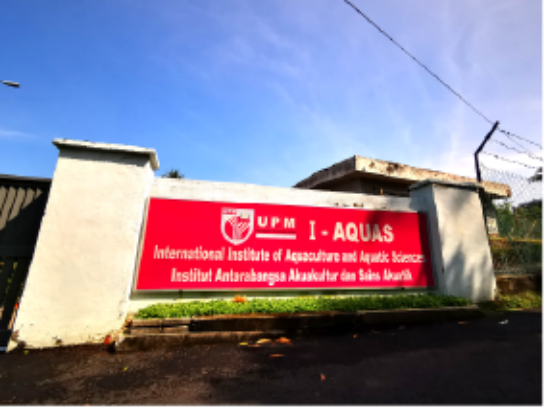 UPM I - AQUAS
International Institute of Aquaculture and Aquatic Sciences
Institut Antarabangsa Akuakultur dan Sains Akuatik